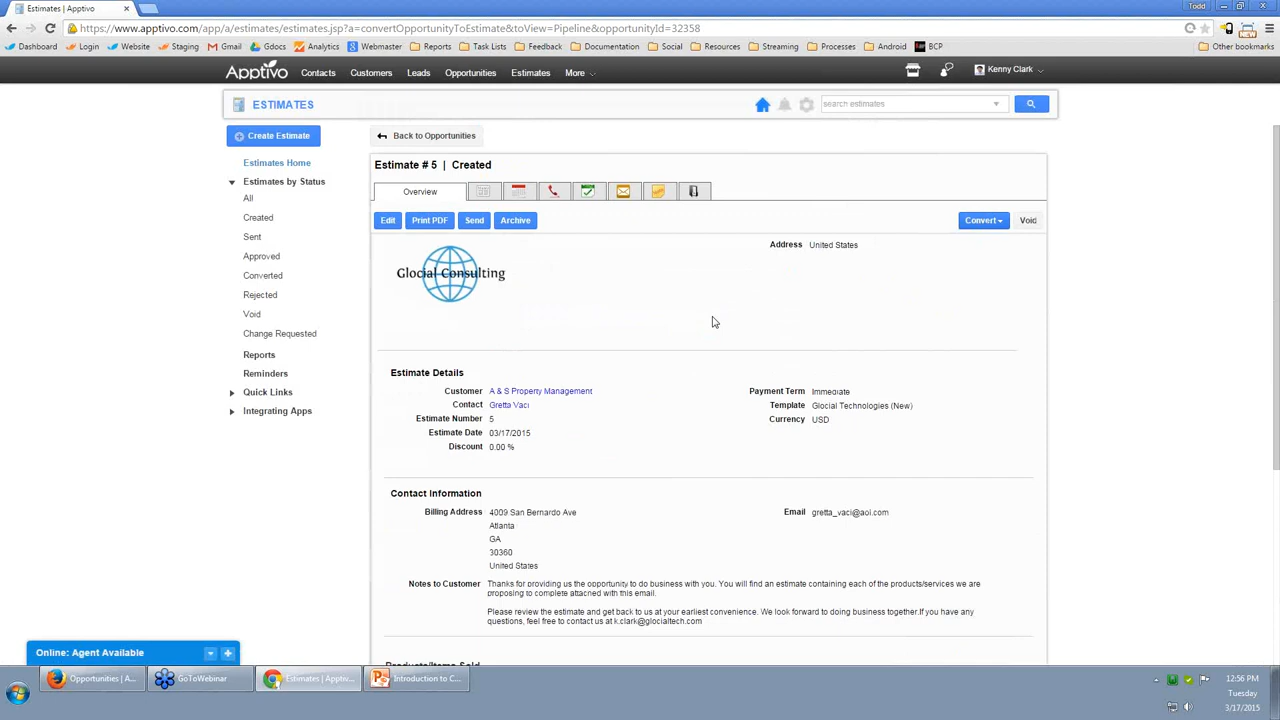 Estimates | Apptivo
Todd
https://www.apptivo.com/app/a/estimates/estimates.jsp?a=convertOpportunityToEstimate&toView=Pipeline&opportunityId=32358
Dashboard Login Website Staging Gmail Gdocs Analytics Webmaster Reports Task Lists Feedback Documentation Social Resources Streaming Processes Android BCP Other bookmarks
Apptivo Contacts Customers Leads Opportunities Estimates More Kenny Clark
ESTIMATES search estimates
Create Estimate Back to Opportunities
Estimates Home
Estimates by Status
All
Created
Sent
Approved
Converted
Rejected
Void
Change Requested
Reports
Reminders
Quick Links
Integrating Apps
Estimate # 5 | Created
Overview
Edit Print PDF Send Archive Convert Void
Address United States
Glocial Consulting
Estimate Details
Customer A & S Property Management Payment Term Immediate
Contact Gretta Vaci Template Glocial Technologies (New)
Estimate Number 5 Currency USD
Estimate Date 03/17/2015
Discount 0.00 %
Contact Information
Billing Address 4009 San Bernardo Ave Email gretta_vaci@aol.com
Atlanta
GA
30360
United States
Notes to Customer Thanks for providing us the opportunity to do business with you. You will find an estimate containing each of the products/services we are
proposing to complete attached with this email.
Please review the estimate and get back to us at your earliest convenience. We look forward to doing business together.If you have any
questions, feel free to contact us at k.clark@glocialtech.com
Products/Items Sold
Online: Agent Available
Opportunities | A... GoToWebinar Estimates | Apptiv... Introduction to C... 12:56 PM
Tuesday
3/17/2015